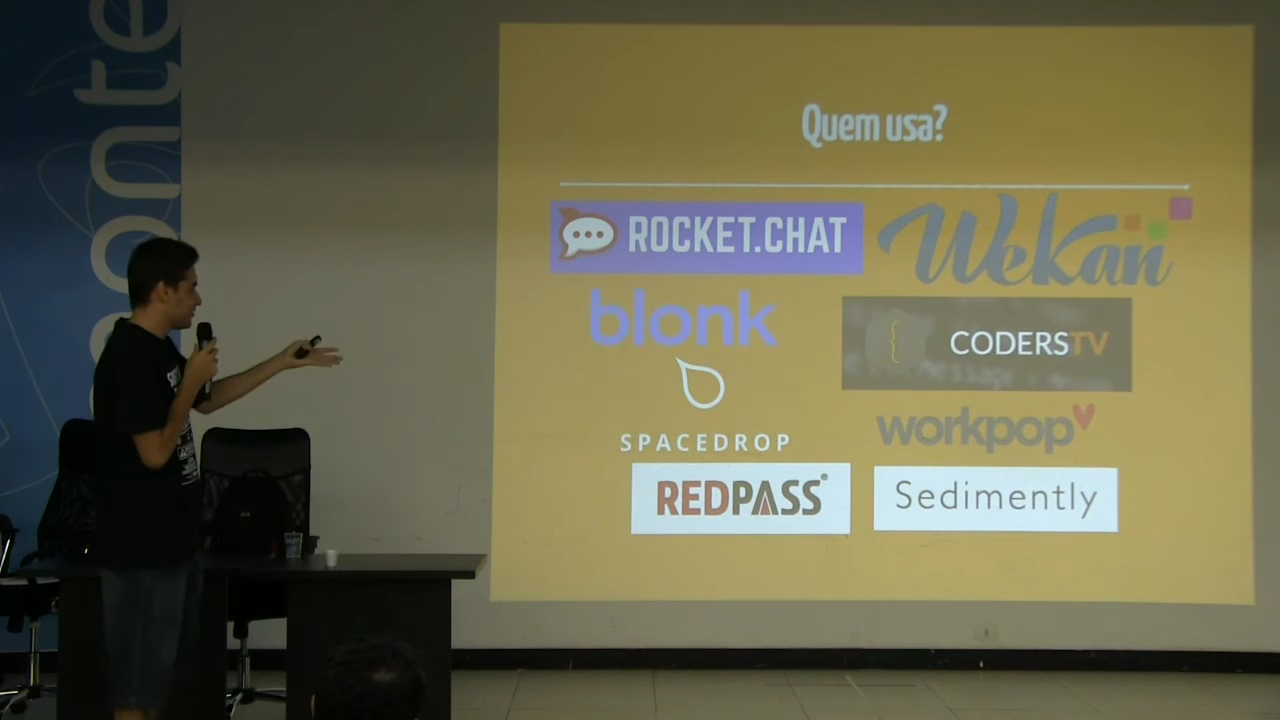 Quem usa?
ROCKET.CHAT
Wekan
blonk
CODERSTV
SPACEDROP
workpop
REDPASS
Sedimently